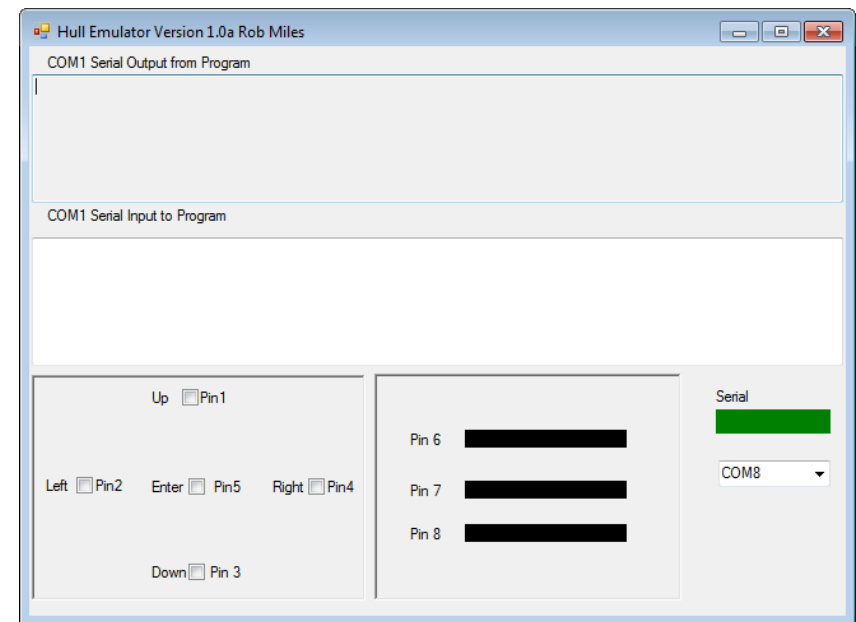 Hull Emulator Version 1.0a Rob Miles
COM1 Serial Output from Program
COM1 Serial Input to Program
Up Pin1
Left Pin2 Enter Pin5 Right Pin4
Down Pin 3
Pin 6
Pin 7
Pin 8
Serial
COM8